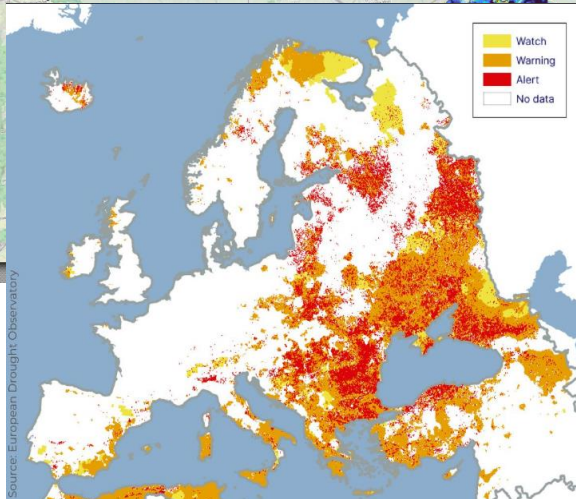 Watch
Warning
Alert
No data
Source: European Drought Observatory